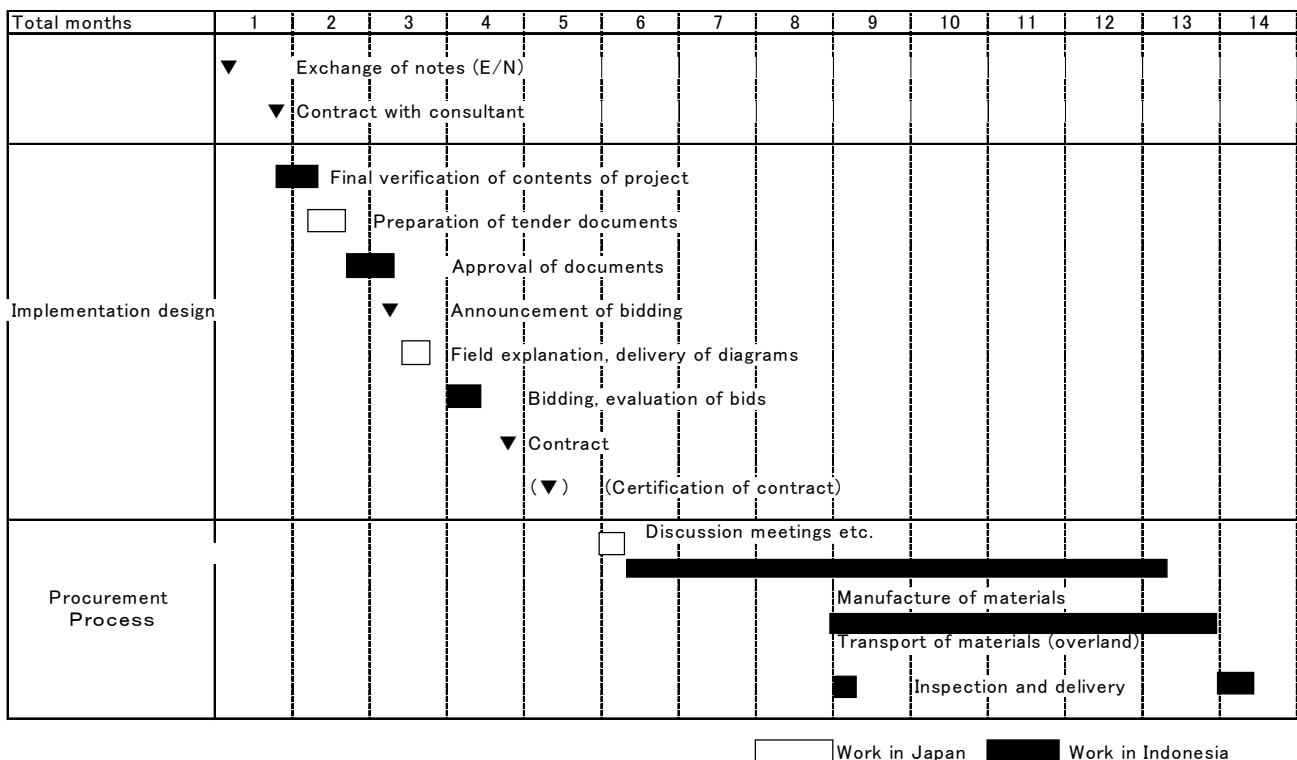 Total months 1 2 3 4 5 6 7 8 9 10 11 12 13 14
▼ Exchange of notes (E/N)
▼ Contract with consultant
Final verification of contents of project
Preparation of tender documents
Approval of documents
Implementation design ▼ Announcement of bidding
Field explanation, delivery of diagrams
Bidding, evaluation of bids
▼ Contract
(▼) (Certification of contract)
Discussion meetings etc.
Procurement
Process
Manufacture of materials
Transport of materials (overland)
Inspection and delivery
Work in Japan Work in Indonesia